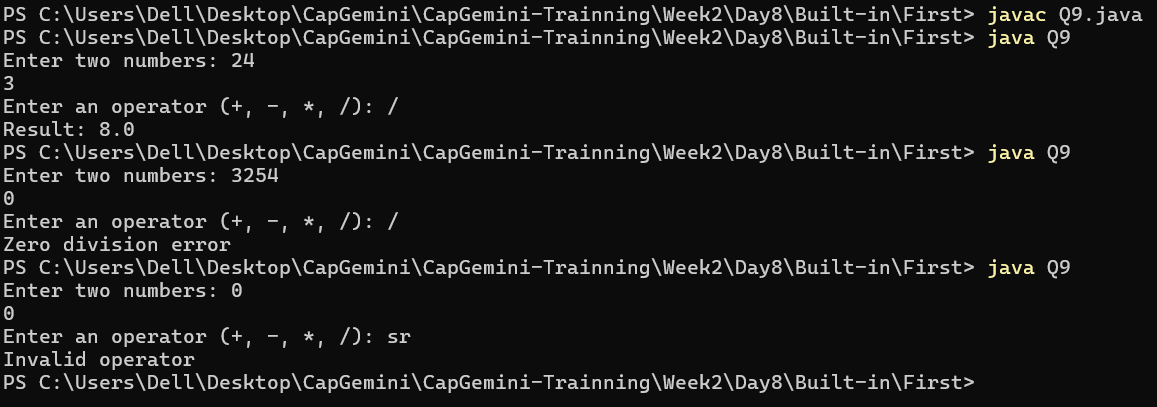 PS C:\Users\Dell\Desktop\CapGemini\CapGemini-Trainning\Week2\Day8\Built-in\First> javac Q9.java
PS C:\Users\Dell\Desktop\CapGemini\CapGemini-Trainning\Week2\Day8\Built-in\First> java Q9
Enter two numbers: 24
3
Enter an operator (+, -, *, /): /
Result: 8.0
PS C:\Users\Dell\Desktop\CapGemini\CapGemini-Trainning\Week2\Day8\Built-in\First> java Q9
Enter two numbers: 3254
0
Enter an operator (+, -, *, /): /
Zero division error
PS C:\Users\Dell\Desktop\CapGemini\CapGemini-Trainning\Week2\Day8\Built-in\First> java Q9
Enter two numbers: 0
0
Enter an operator (+, -, *, /): sr
Invalid operator
PS C:\Users\Dell\Desktop\CapGemini\CapGemini-Trainning\Week2\Day8\Built-in\First>